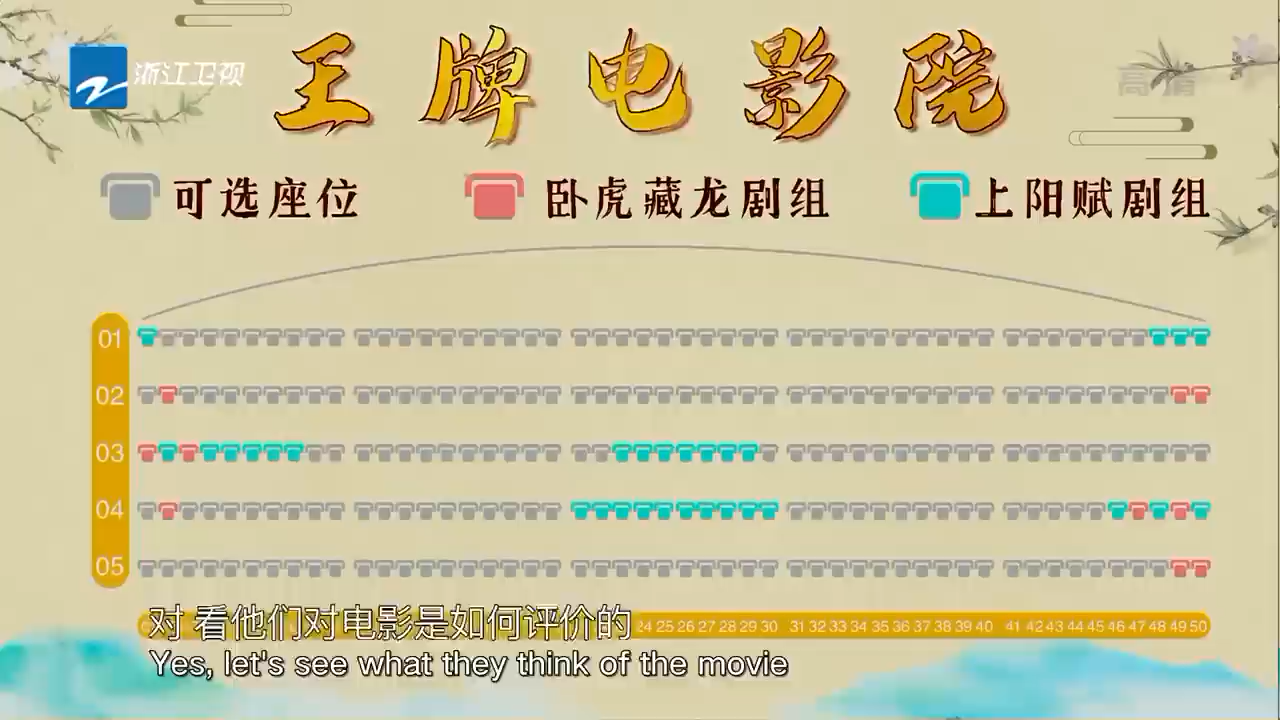 王牌电影院
浙江卫视
高清
可选座位 卧虎藏龙剧组 上阳赋剧组
01
02
03
04
05
24 25 26 27 28 29 30 31 32 33 34 35 36 37 38 39 40 41 42 43 44 45 46 47 48 49 50
对 看他们对电影是如何评价的
Yes, let's see what they think of the movie